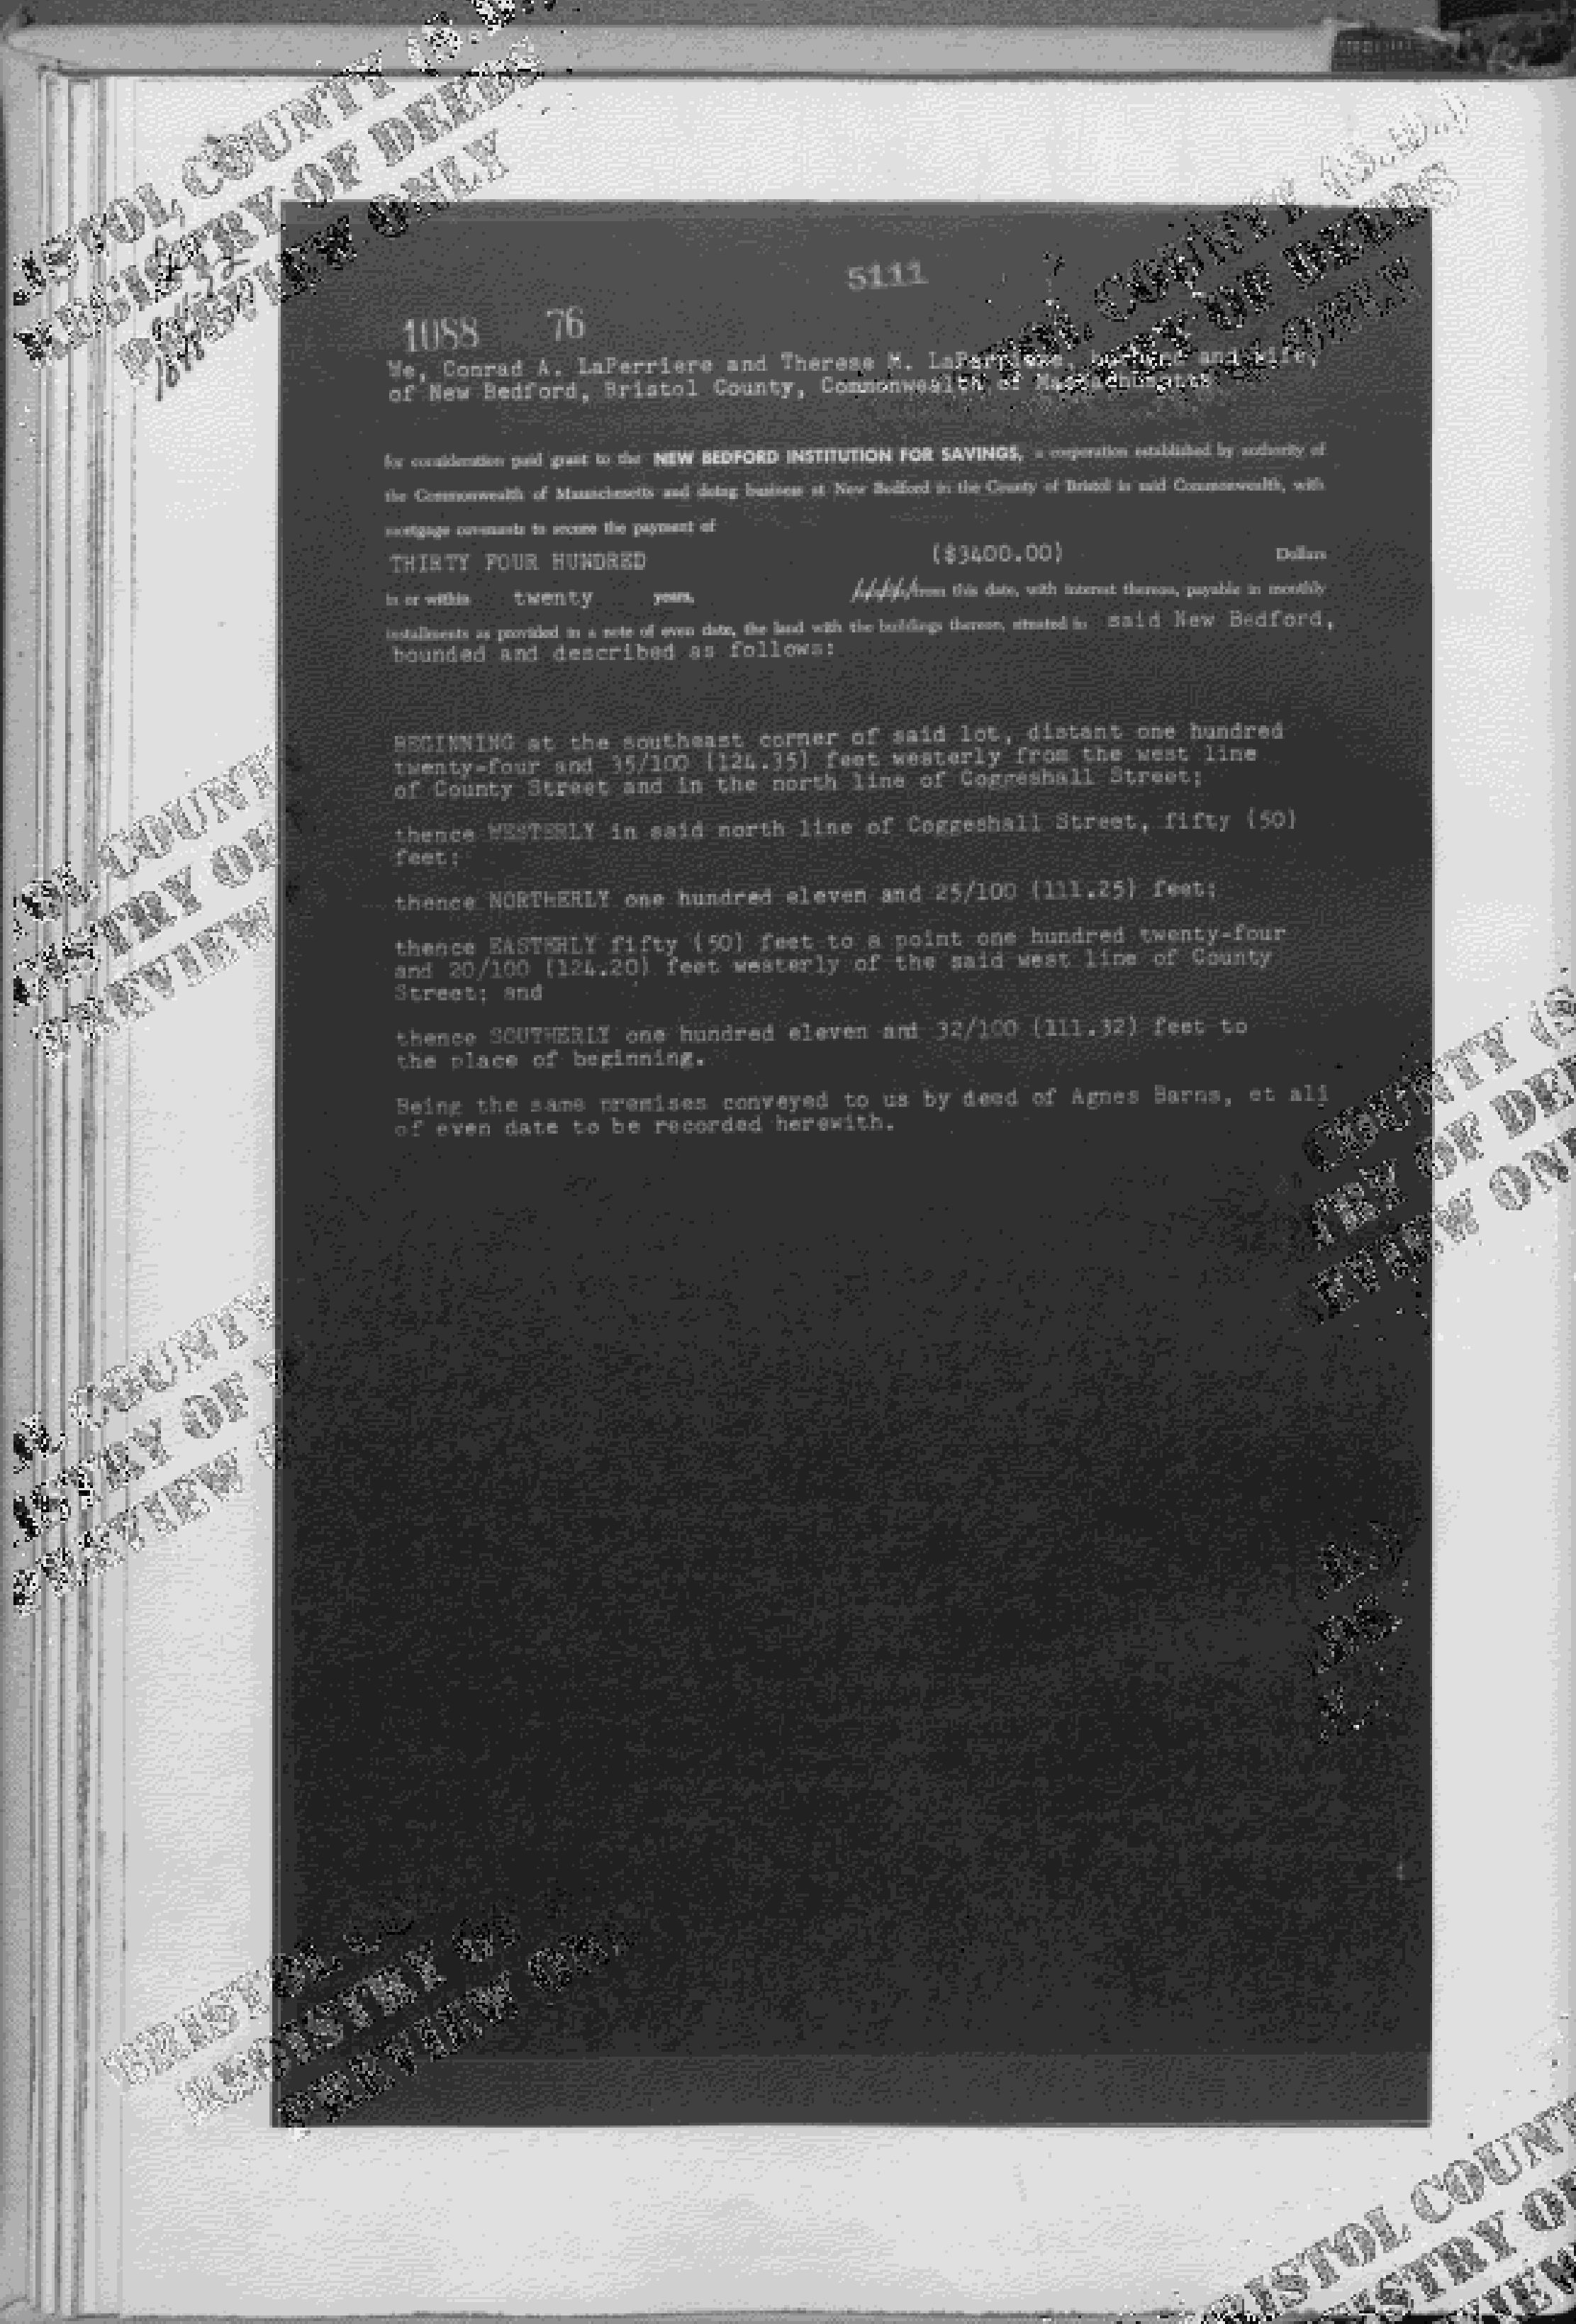 5111
1088 76
We, Conrad A. LaPerriere and Therese M. LaPerriere, husband and wife,
of New Bedford, Bristol County, Commonwealth of Massachusetts
for consideration paid grant to the NEW BEDFORD INSTITUTION FOR SAVINGS, a corporation established by authority of
the Commonwealth of Massachusetts and doing business at New Bedford in the County of Bristol in said Commonwealth, with
mortgage covenants to secure the payment of
THIRTY FOUR HUNDRED ($3400.00) Dollars
in or within twenty years, from this date, with interest thereon, payable in monthly
installments as provided in a note of even date, the land with the buildings thereon, situated in said New Bedford,
bounded and described as follows:
BEGINNING at the southeast corner of said lot, distant one hundred
twenty-four and 35/100 (124.35) feet westerly from the west line
of County Street and in the north line of Coggeshall Street;
thence WESTERLY in said north line of Coggeshall Street, fifty (50)
feet;
thence NORTHERLY one hundred eleven and 25/100 (111.25) feet;
thence EASTERLY fifty (50) feet to a point one hundred twenty-four
and 20/100 (124.20) feet westerly of the said west line of County
Street; and
thence SOUTHERLY one hundred eleven and 32/100 (111.32) feet to
the place of beginning.
Being the same premises conveyed to us by deed of Agnes Barns, et ali
of even date to be recorded herewith.
BRISTOL COUNTY (S.D.)
REGISTRY OF DEEDS
PREVIEW ONLY